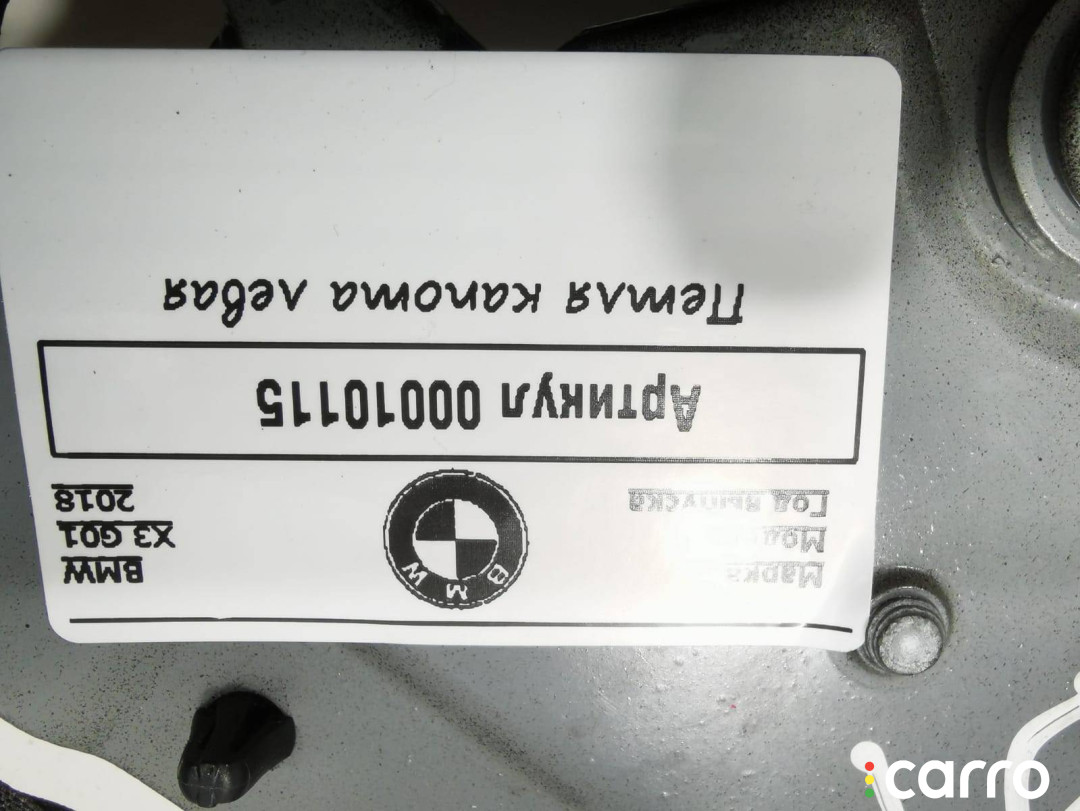 Марка BMW
X3 G01
Год выпуска 2018
B M W
Артикул 00010115
Петля капота левая
carro